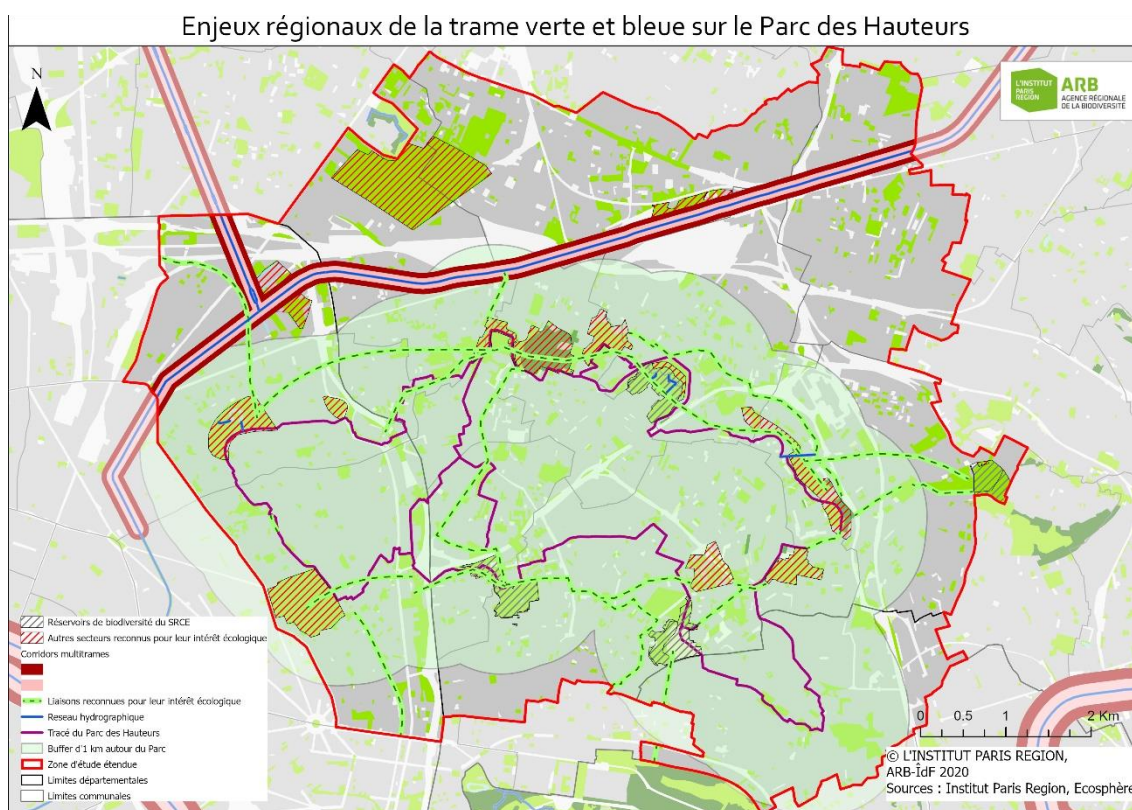 Enjeux régionaux de la trame verte et bleue sur le Parc des Hauteurs
N
L'INSTITUT
PARIS
REGION
ARB
AGENCE RÉGIONALE
DE LA BIODIVERSITÉ
Réservoirs de biodiversité du SRCE
Autres secteurs reconnus pour leur intérêt écologique
Corridors multitrames
Liaisons reconnues pour leur intérêt écologique
Reseau hydrographique
Tracé du Parc des Hauteurs
Buffer d'1 km autour du Parc
Zone d'étude étendue
Limites départementales
Limites communales
0 0.5 1 2 Km
© L'INSTITUT PARIS REGION,
ARB-ÎdF 2020
Sources : Institut Paris Region, Ecosphère